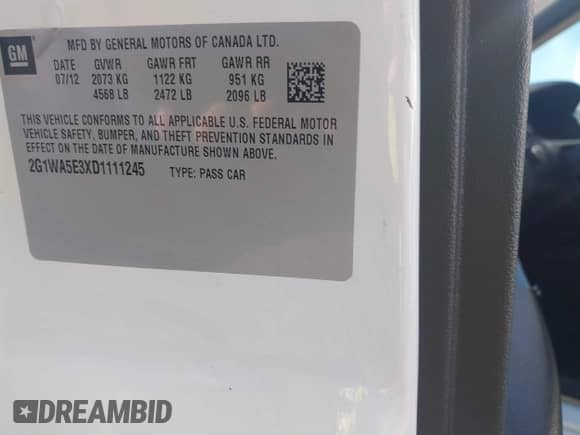 GM
MFD BY GENERAL MOTORS OF CANADA LTD.
DATE GVWR GAWR FRT GAWR RR
07/12 2073 KG 1122 KG 951 KG
4568 LB 2472 LB 2096 LB
THIS VEHICLE CONFORMS TO ALL APPLICABLE U.S. FEDERAL MOTOR
VEHICLE SAFETY, BUMPER, AND THEFT PREVENTION STANDARDS IN
EFFECT ON THE DATE OF MANUFACTURE SHOWN ABOVE.
2G1WA5E3XD1111245 TYPE: PASS CAR
DREAMBID